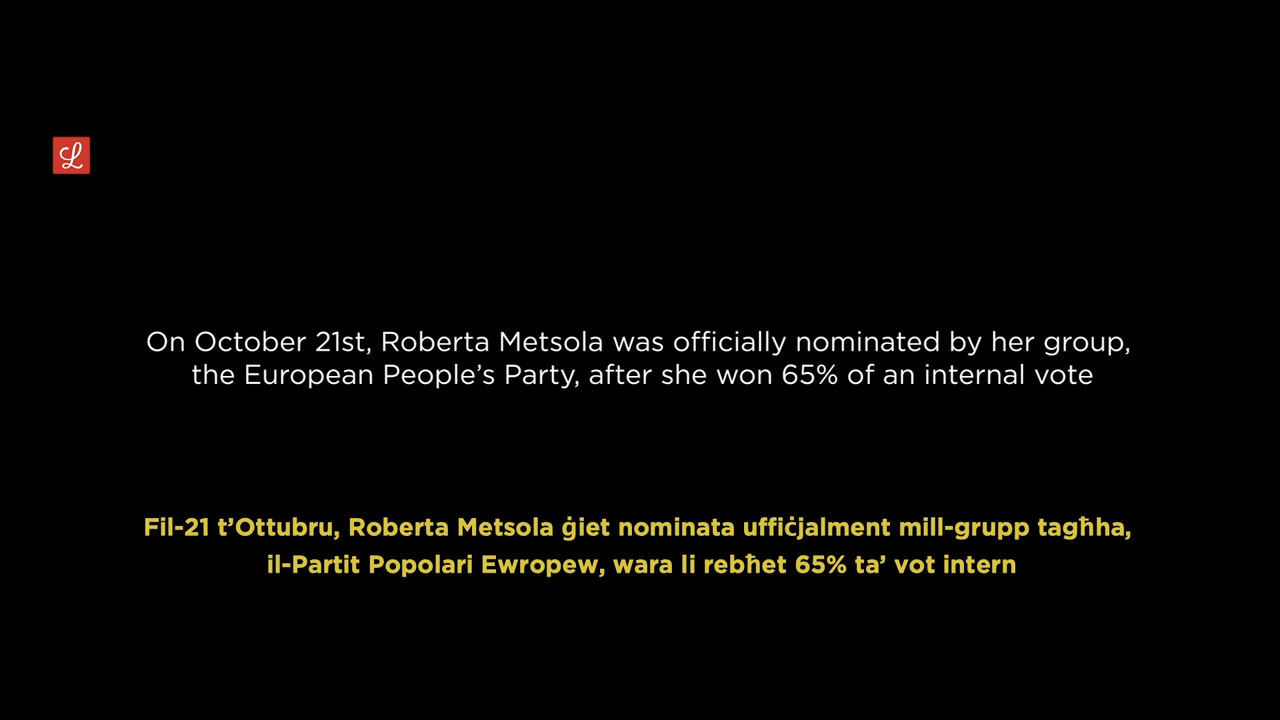 L
On October 21st, Roberta Metsola was officially nominated by her group,
the European People’s Party, after she won 65% of an internal vote
Fil-21 t’Ottubru, Roberta Metsola ġiet nominata uffiċjalment mill-grupp tagħha,
il-Partit Popolari Ewropew, wara li rebħet 65% ta’ vot intern